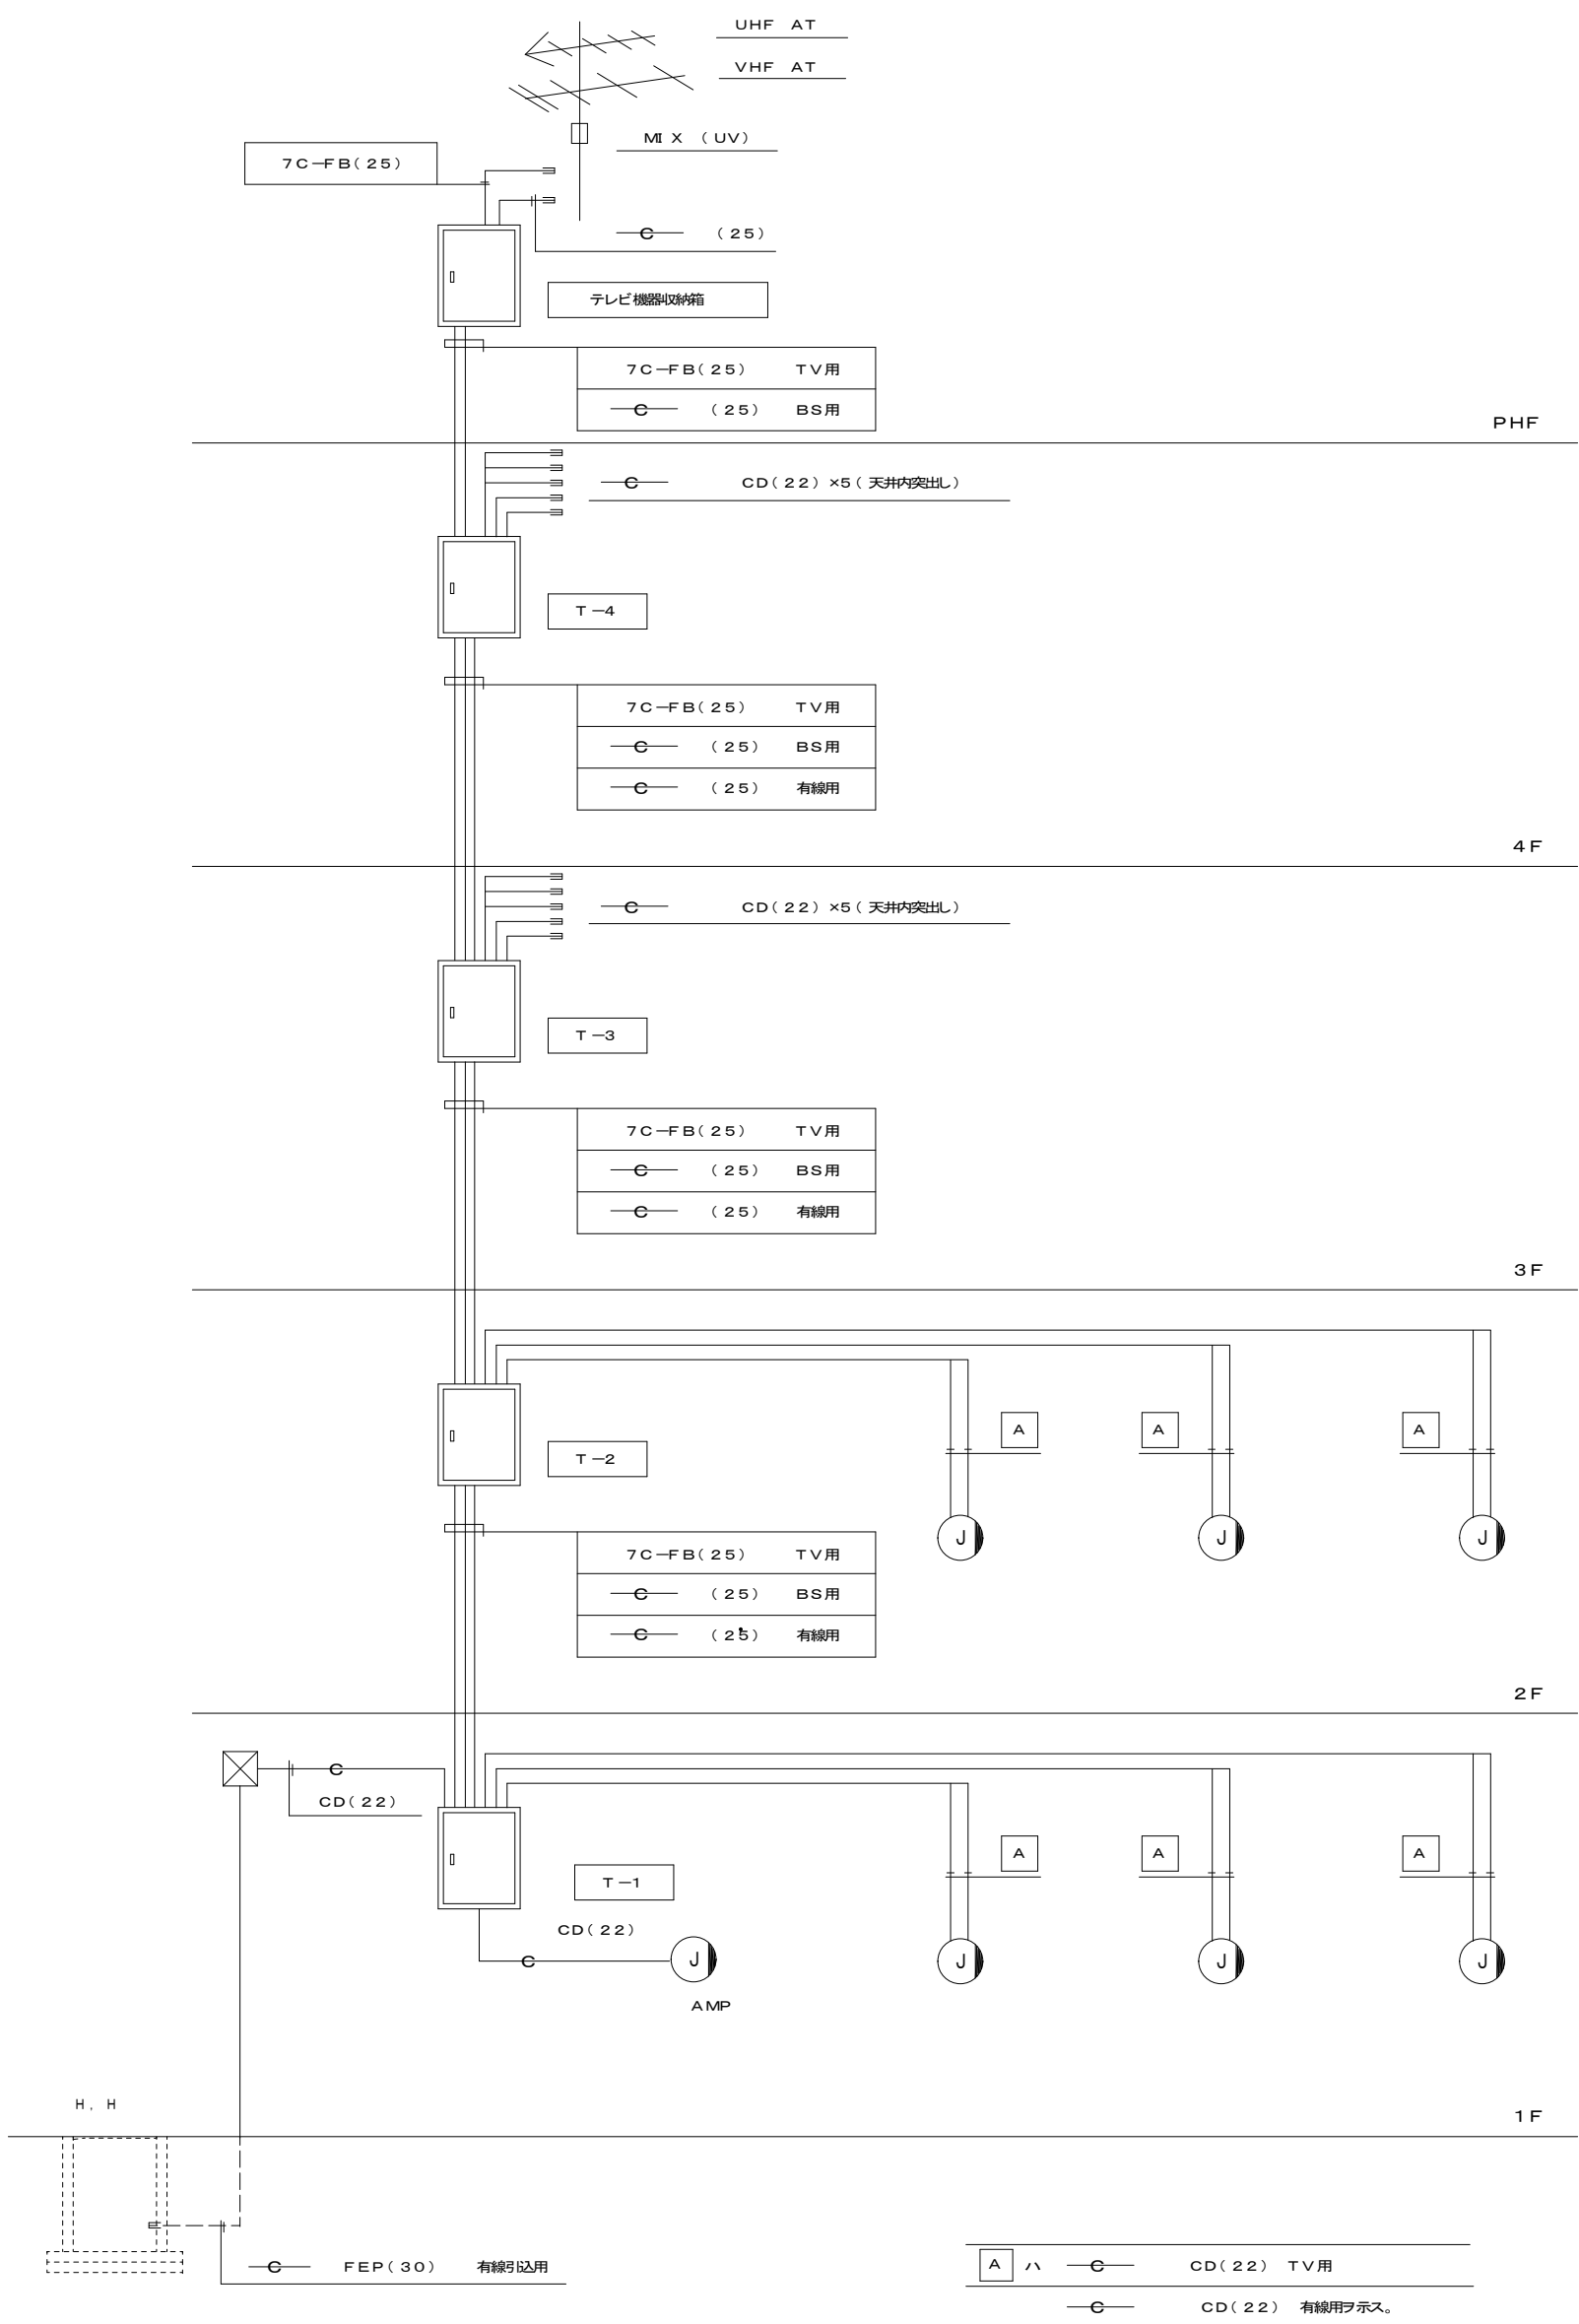 UHF AT
VHF AT
MIX (UV)
7C-FB(25)
C (25)
テレビ機器収納箱
7C-FB(25) TV用
C (25) BS用
PHF
C CD(22)×5(天井内突出し)
T-4
7C-FB(25) TV用
C (25) BS用
C (25) 有線用
4F
C CD(22)×5(天井内突出し)
T-3
7C-FB(25) TV用
C (25) BS用
C (25) 有線用
3F
A A A
T-2
J J J
7C-FB(25) TV用
C (25) BS用
C (25) 有線用
2F
C
CD(22)
A A A
T-1
CD(22)
C J J J J
AMP
H, H
1F
C FEP(30) 有線引込用
A ハ C CD(22) TV用
C CD(22) 有線用ヲ示ス。